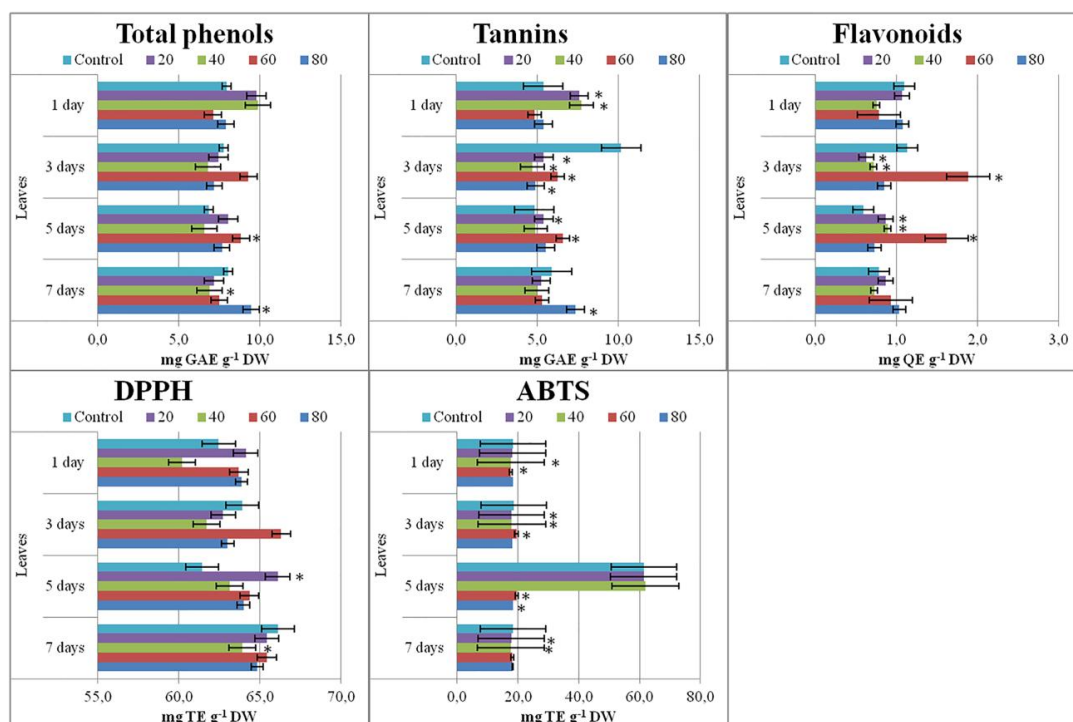 Total phenols
Control 20 40 60 80
1 day
*
3 days
5 days
*
7 days
*
*
Leaves
0,0 5,0 10,0 15,0
mg GAE g⁻¹ DW
Tannins
Control 20 40 60 80
1 day
*
*
3 days
*
*
*
*
5 days
*
*
7 days
*
Leaves
0,0 5,0 10,0 15,0
mg GAE g⁻¹ DW
Flavonoids
Control 20 40 60 80
1 day
3 days
*
*
*
5 days
*
*
*
7 days
Leaves
0,0 1,0 2,0 3,0
mg QE g⁻¹ DW
DPPH
Control 20 40 60 80
1 day
3 days
5 days
*
7 days
*
Leaves
55,0 60,0 65,0 70,0
mg TE g⁻¹ DW
ABTS
Control 20 40 60 80
1 day
*
*
3 days
*
*
*
5 days
*
*
7 days
*
*
Leaves
0,0 20,0 40,0 60,0 80,0
mg TE g⁻¹ DW